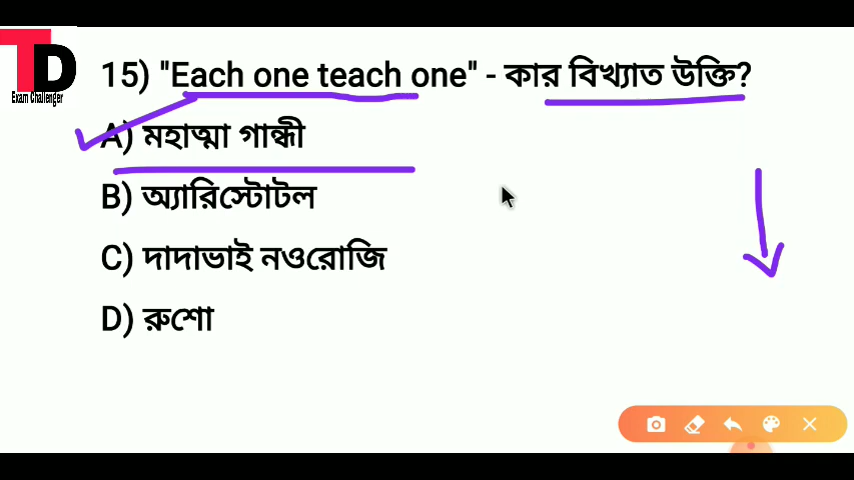 TD
Exam Challenger
15) "Each one teach one" - কার বিখ্যাত উক্তি?
A) মহাত্মা গান্ধী
B) অ্যারিস্টোটল
C) দাদাভাই নওরোজি
D) রুশো